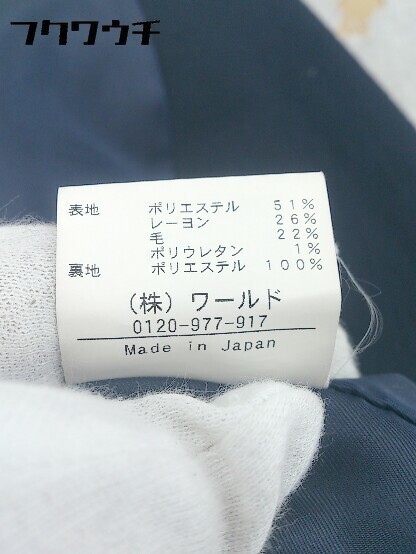 フクワウチ
表地 ポリエステル 51%
レーヨン 26%
毛 22%
ポリウレタン 1%
裏地 ポリエステル 100%
(株) ワールド
0120-977-917
Made in Japan